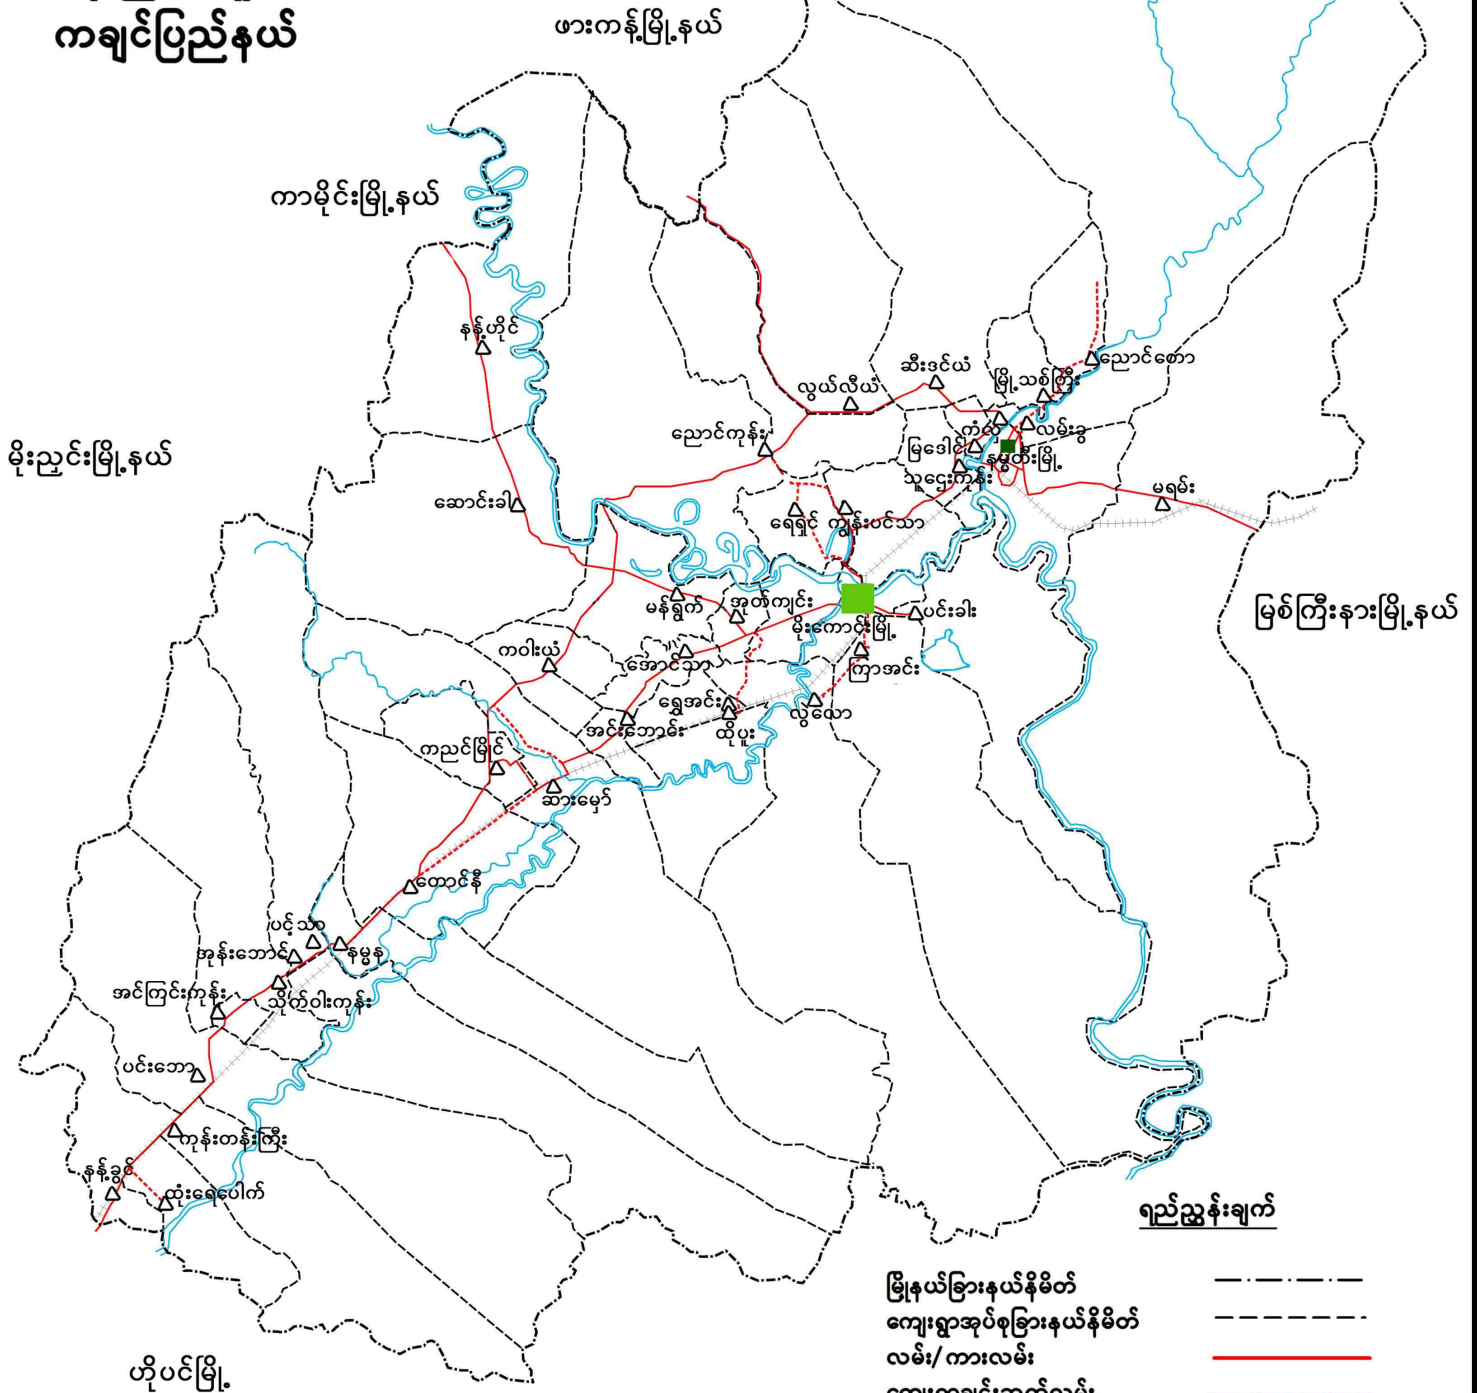 ကချင်ပြည်နယ်
ဖားကန့်မြို့နယ်
ကာမိုင်းမြို့နယ်
နန့်ဟိုင်
ညောင်တော
ဆီးဒင်ယံ
မြို့သစ်ကြီး
လွယ်လီယံ
လမ်းခွ
ညောင်ကုန်း
မြဒေါင့်
နမ္မတီးမြို့
မိုးညှင်းမြို့နယ်
သူဌေးကုန်း
မရမ်း
ဆောင်းခါ
ရေရှင်
ကျွန်းပင်သာ
မန်ရွက်
အုတ်ကျင်း
ပင်းခါး
မြစ်ကြီးနားမြို့နယ်
မိုးကောင်းမြို့
ကဝါးယံ
အောင်သာ
ကြာအင်း
ရွှေအင်း
လွလော
အင်းဘောင်း
ထိုပူး
ကညင်မြိုင်
ဆားမှော်
တောင်နီ
ပင့်သာ
နမ္မန
အုန်းဘောင်
အင်ကြင်းကုန်း
သိုက်ဝါးကုန်း
ပင်းဘော
ကုန်းတန်းကြီး
နန့်ခွင်
ထုံးရေပေါက်
ရည်ညွှန်းချက်
မြို့နယ်ခြားနယ်နိမိတ်
ကျေးရွာအုပ်စုခြားနယ်နိမိတ်
လမ်း/ကားလမ်း
ဟိုပင်မြို့